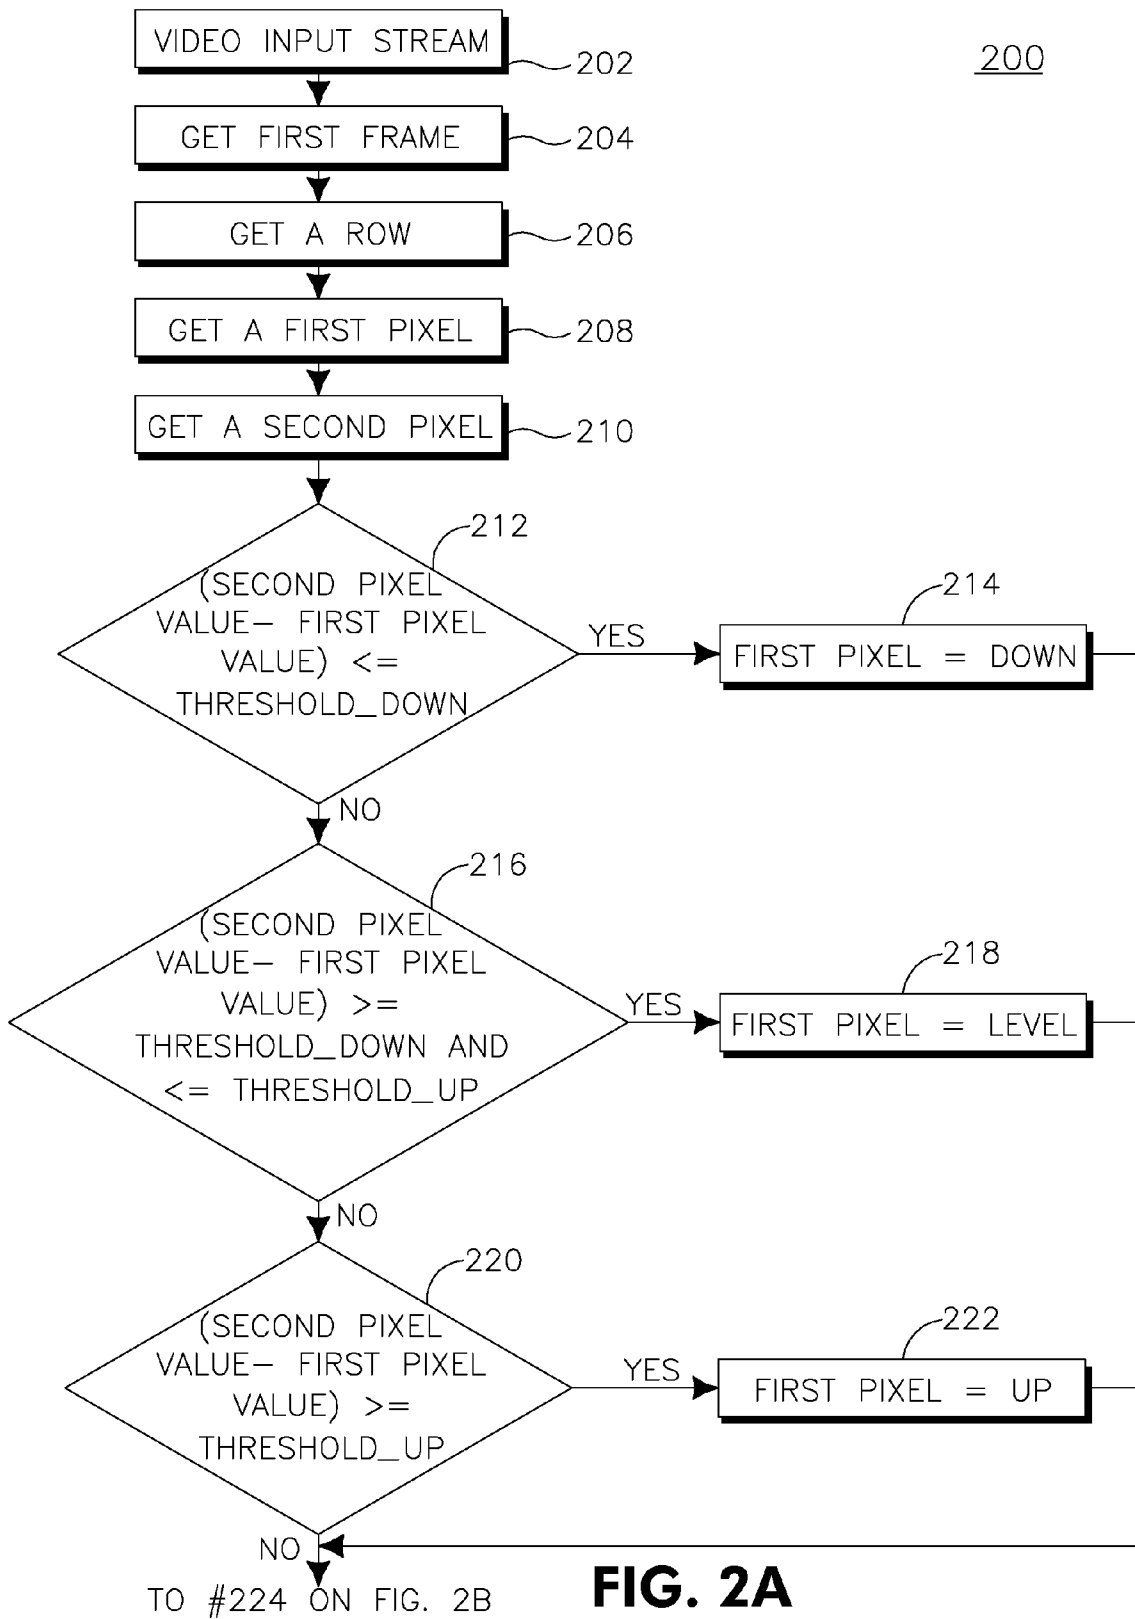 VIDEO INPUT STREAM
202
200
GET FIRST FRAME
204
GET A ROW
206
GET A FIRST PIXEL
208
GET A SECOND PIXEL
210
212
(SECOND PIXEL
VALUE– FIRST PIXEL
VALUE) <=
THRESHOLD_DOWN
YES
214
FIRST PIXEL = DOWN
NO
216
(SECOND PIXEL
VALUE– FIRST PIXEL
VALUE) >=
THRESHOLD_DOWN AND
<= THRESHOLD_UP
YES
218
FIRST PIXEL = LEVEL
NO
220
(SECOND PIXEL
VALUE– FIRST PIXEL
VALUE) >=
THRESHOLD_UP
YES
222
FIRST PIXEL = UP
NO
TO #224 ON FIG. 2B
FIG. 2A